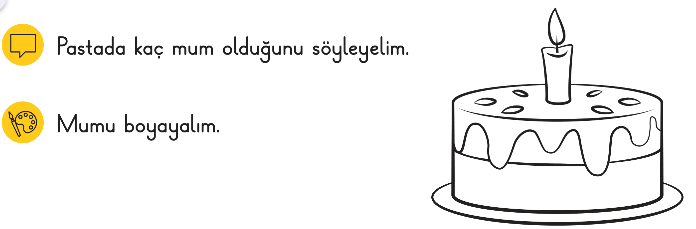 Pastada kaç mum olduğunu söyleyelim.
Mumu boyayalım.